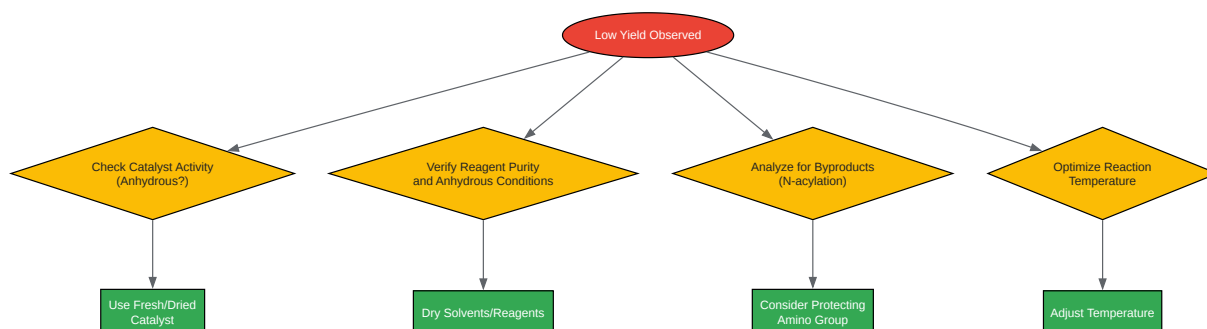 Low Yield Observed
Check Catalyst Activity
(Anhydrous?)
Verify Reagent Purity
and Anhydrous Conditions
Analyze for Byproducts
(N-acylation)
Optimize Reaction
Temperature
Use Fresh/Dried
Catalyst
Dry Solvents/Reagents
Consider Protecting
Amino Group
Adjust Temperature